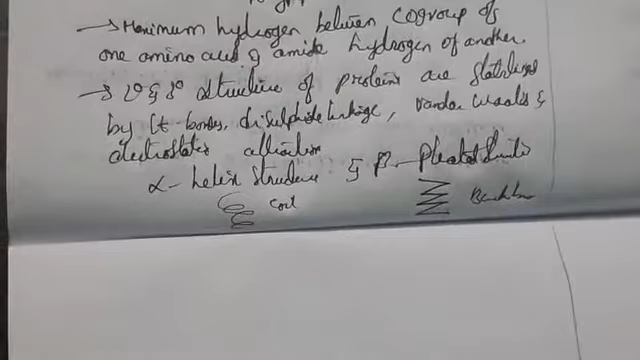 → Maximum hydrogen between CO group of
one amino acid & amide hydrogen of another.
→ 2° & 3° structure of proteins are stabilised
by H-bonds, disulphide linkage, vander waals &
electrostatic attraction
α- helix structure & β- Pleated
coil